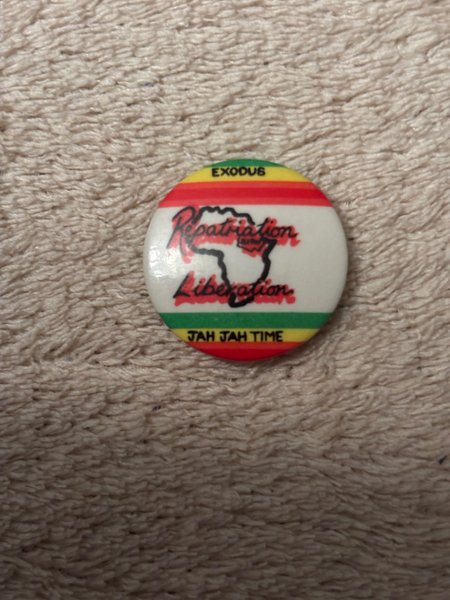 EXODUS
Repatriation
Liberation
JAH JAH TIME